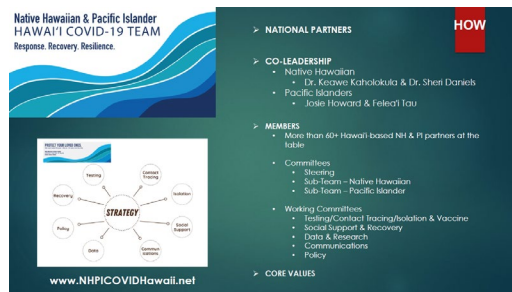 Native Hawaiian & Pacific Islander
HAWAI'I COVID-19 TEAM
Response. Recovery. Resilience.
HOW
NATIONAL PARTNERS
CO-LEADERSHIP
Native Hawaiian
Dr. Keawe Kaholokula & Dr. Sheri Daniels
Pacific Islanders
Josie Howard & Felea'i Tau
MEMBERS
More than 60+ Hawai'i-based NH & PI partners at the
table
Committees
Steering
Sub-Team – Native Hawaiian
Sub-Team – Pacific Islander
Working Committees
Testing/Contact Tracing/Isolation & Vaccine
Social Support & Recovery
Data & Research
Communications
Policy
CORE VALUES
Testing
Contact
Tracing
Isolation
Social
Support
Commun
ications
Data
Policy
Recovery
STRATEGY
www.NHPICOVIDHawaii.net